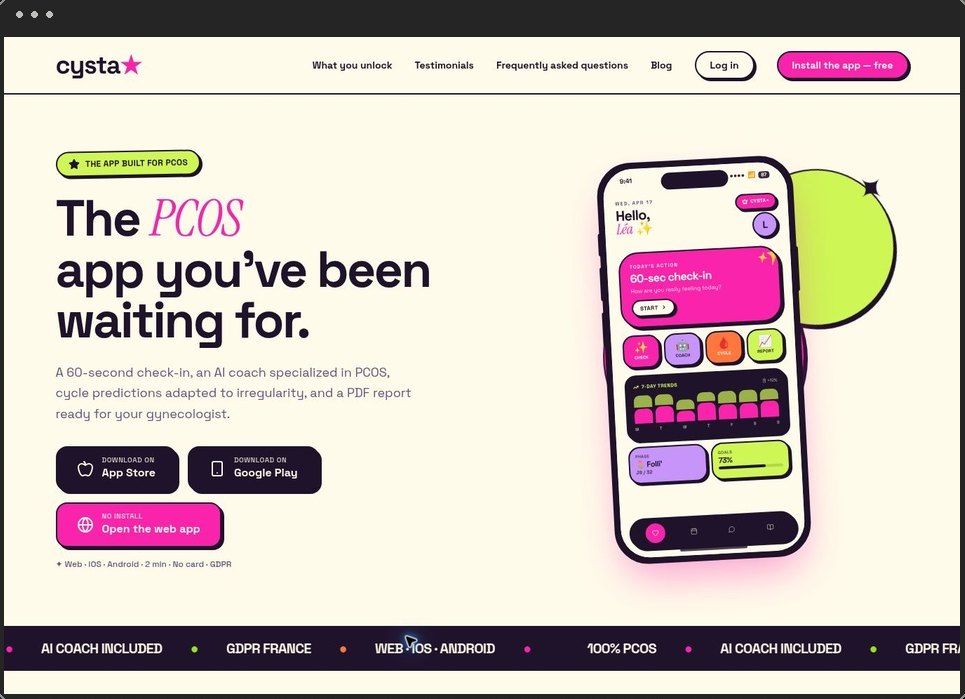 cysta
What you unlock
Testimonials
Frequently asked questions
Blog
Log in
Install the app — free
THE APP BUILT FOR PCOS
The PCOS
app you’ve been
waiting for.
A 60-second check-in, an AI coach specialized in PCOS,
cycle predictions adapted to irregularity, and a PDF report
ready for your gynecologist.
DOWNLOAD ON
App Store
DOWNLOAD ON
Google Play
NO INSTALL
Open the web app
Web · iOS · Android · 2 min · No card · GDPR
9:41
87
WED, APR 17
CYSTA+
Hello,
Léa
L
TODAY'S ACTION
60-sec check-in
How are you really feeling today?
START
CHECK
COACH
CYCLE
REPORT
7-DAY TRENDS
+12%
M T W T F S S
PHASE
Folli'
J9 / 32
GOALS
73%
AI COACH INCLUDED
GDPR FRANCE
WEB · IOS · ANDROID
100% PCOS
AI COACH INCLUDED
GDPR FRA